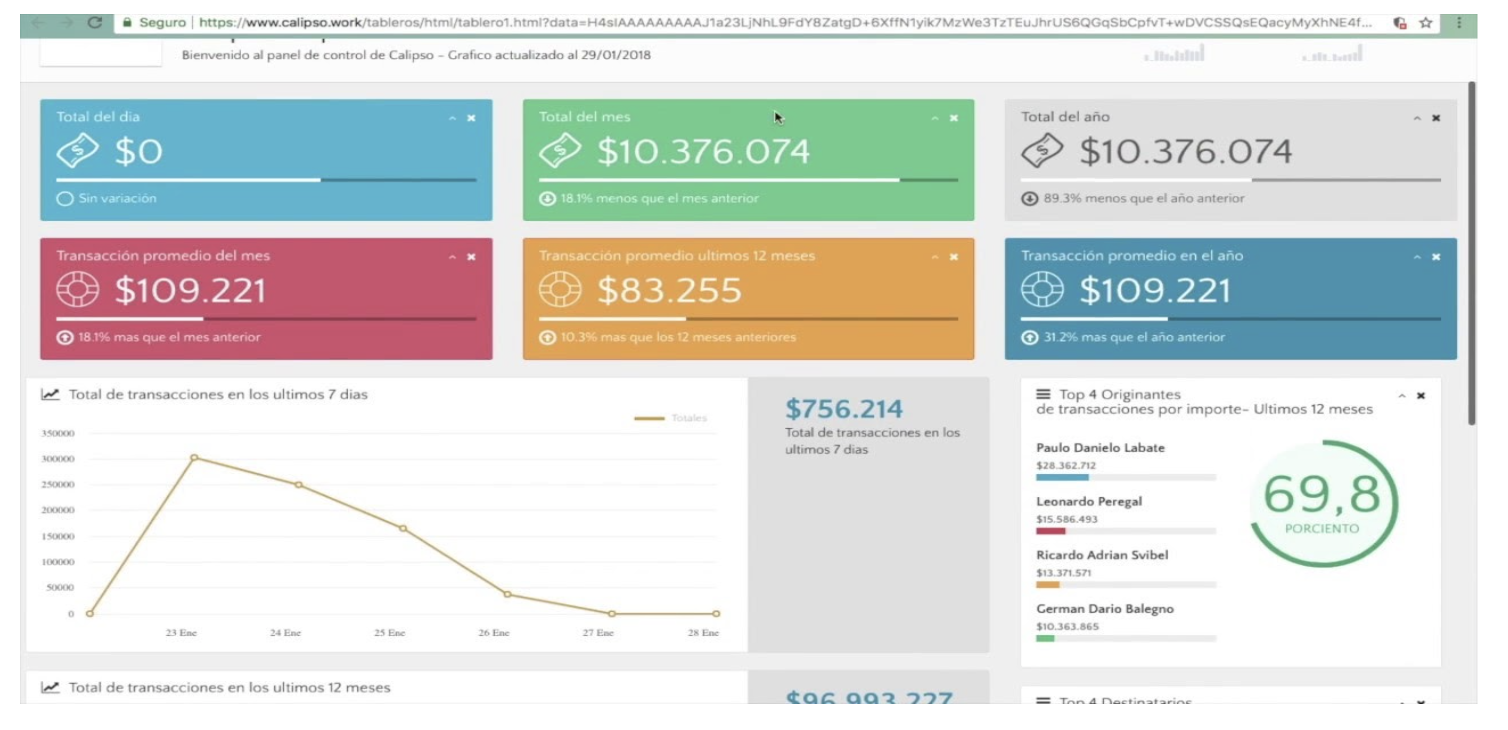 Seguro | https://www.calipso.work/tableros/html/tablero1.html?data=H4sIAAAAAAAAAJ1a23LjNhL9FdY8ZatgD+6XffN1yik7MzWe3TzTEuJhrUS6QGqSbCpfvT+wDVCSSQsEQacyMyXhNE4f...
Bienvenido al panel de control de Calipso - Grafico actualizado al 29/01/2018
Total del dia
$0
Sin variación
Total del mes
$10.376.074
18.1% menos que el mes anterior
Total del año
$10.376.074
89.3% menos que el año anterior
Transacción promedio del mes
$109.221
18.1% mas que el mes anterior
Transacción promedio ultimos 12 meses
$83.255
10.3% mas que los 12 meses anteriores
Transacción promedio en el año
$109.221
31.2% mas que el año anterior
Total de transacciones en los ultimos 7 dias
Totales
350000
300000
250000
200000
150000
100000
50000
0
23 Ene 24 Ene 25 Ene 26 Ene 27 Ene 28 Ene
$756.214
Total de transacciones en los
ultimos 7 dias
Top 4 Originantes
de transacciones por importe- Ultimos 12 meses
Paulo Danielo Labate
$28.362.712
Leonardo Peregal
$15.586.493
Ricardo Adrian Svibel
$13.371.571
German Dario Balegno
$10.363.865
69,8
PORCIENTO
Total de transacciones en los ultimos 12 meses
$96.993.227
Top 4 Destinatarios